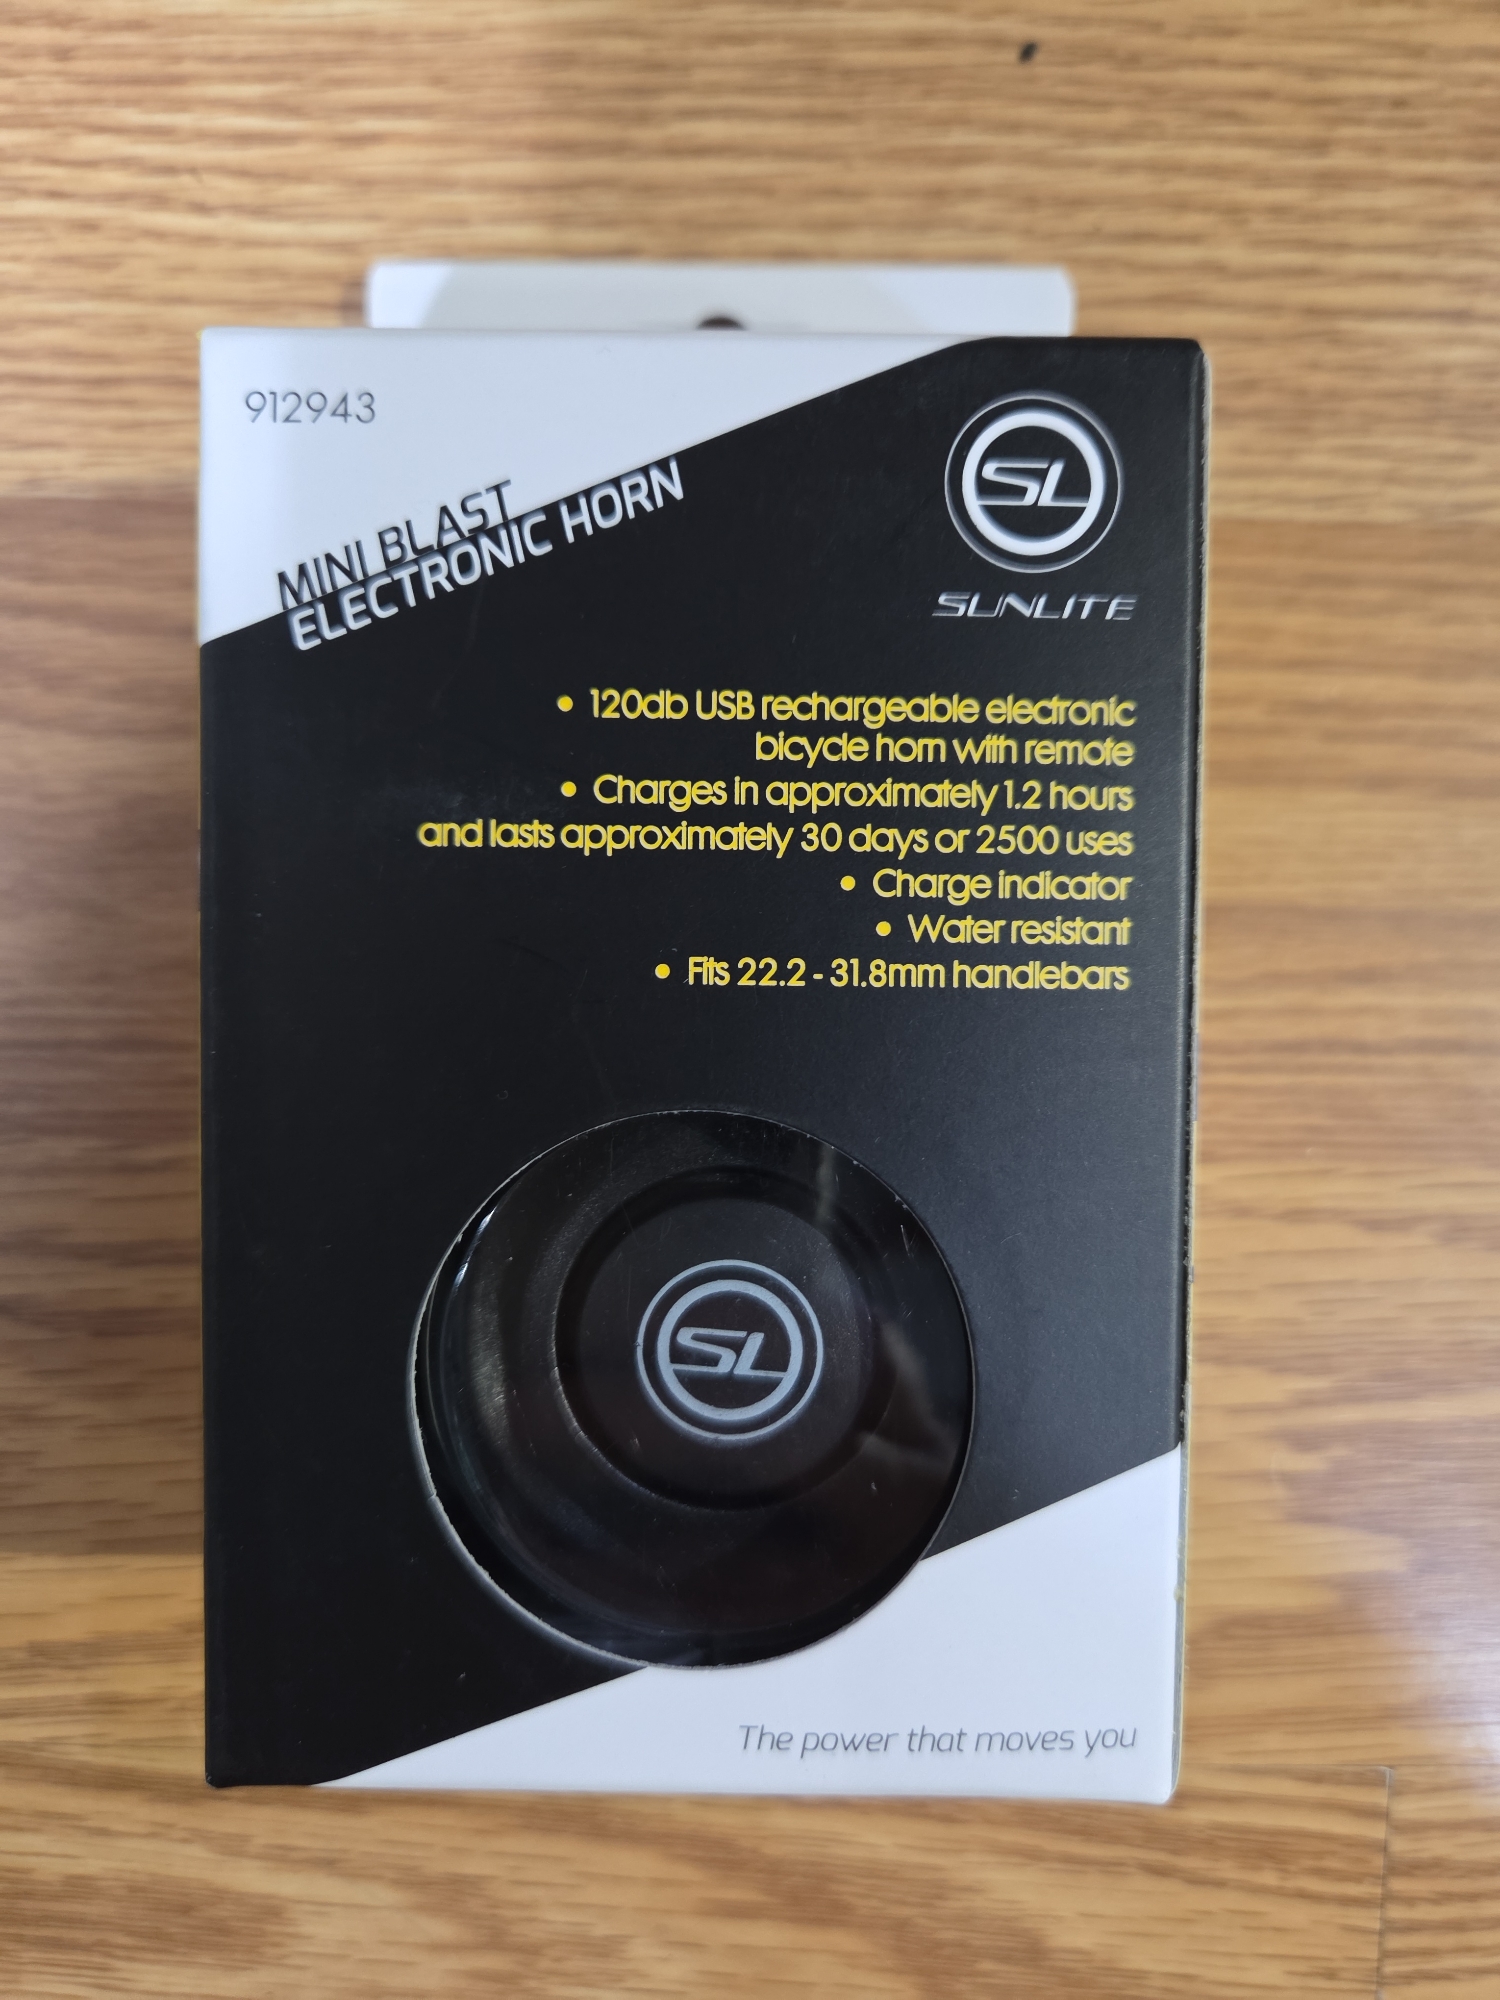 912943
MINI BLAST
ELECTRONIC HORN
SL
SUNLITE
• 120db USB rechargeable electronic
bicycle horn with remote
• Charges in approximately 1.2 hours
and lasts approximately 30 days or 2500 uses
• Charge indicator
• Water resistant
• Fits 22.2 - 31.8mm handlebars
SL
The power that moves you